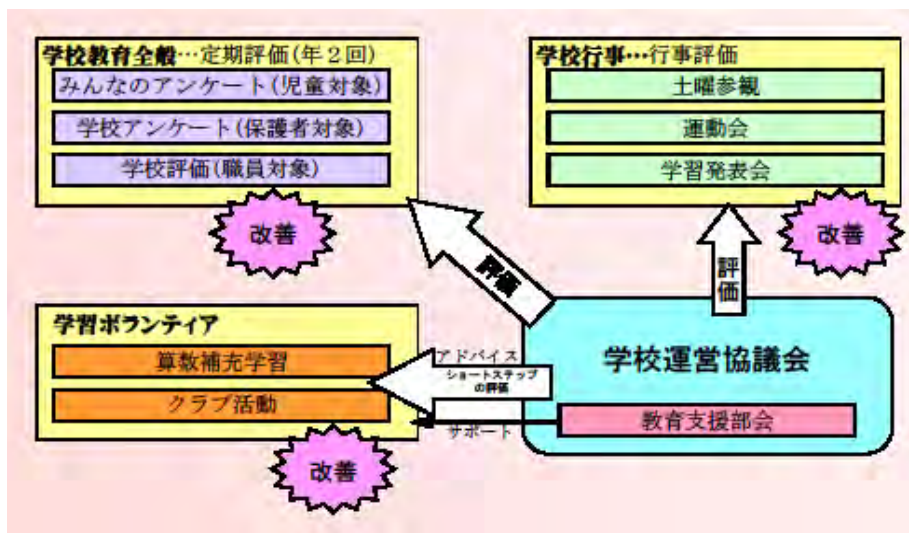 学校教育全般…定期評価(年２回)
みんなのアンケート(児童対象)
学校アンケート(保護者対象)
学校評価(職員対象)
改善
学校行事…行事評価
土曜参観
運動会
学習発表会
改善
評価
評価
学習ボランティア
算数補充学習
クラブ活動
改善
アドバイス
ショートステップ
の評価
サポート
学校運営協議会
教育支援部会